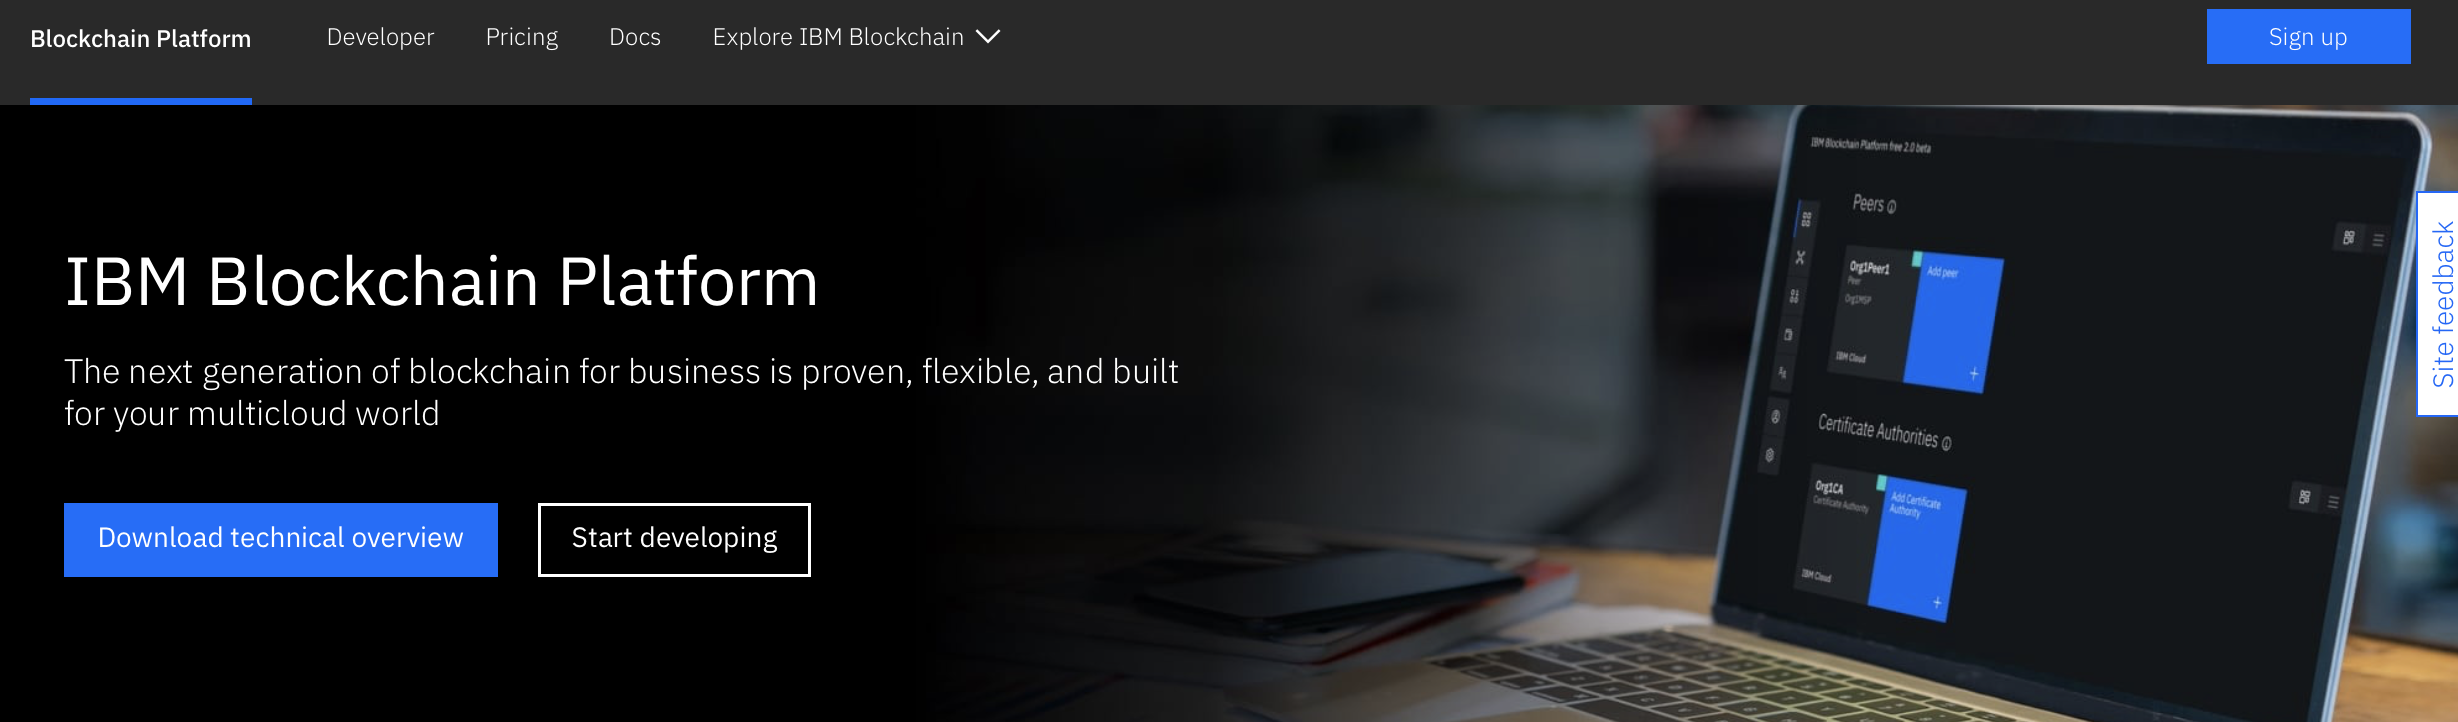 Blockchain Platform
Developer
Pricing
Docs
Explore IBM Blockchain
Sign up
IBM Blockchain Platform
The next generation of blockchain for business is proven, flexible, and built
for your multicloud world
Download technical overview
Start developing
IBM Blockchain Platform free 2.0 beta
Peers
Org1Peer1
Peer
Org1MSP
IBM Cloud
Add peer
+
Certificate Authorities
Org1CA
Certificate Authority
IBM Cloud
Add Certificate
Authority
+
Site feedback